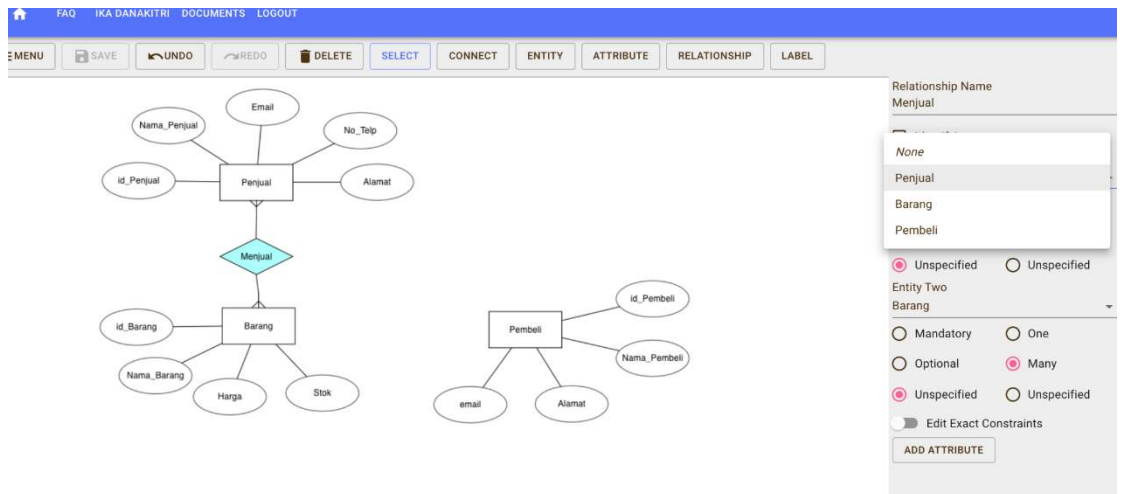 FAQ IKA DANAKITRI DOCUMENTS LOGOUT
MENU SAVE UNDO REDO DELETE SELECT CONNECT ENTITY ATTRIBUTE RELATIONSHIP LABEL
Email
Nama_Penjual
No_Telp
id_Penjual
Penjual
Alamat
Menjual
id_Barang
Barang
Nama_Barang
Harga
Stok
id_Pembeli
Pembeli
Nama_Pembeli
email
Alamat
Relationship Name
Menjual
None
Penjual
Barang
Pembeli
Unspecified Unspecified
Entity Two
Barang
Mandatory One
Optional Many
Unspecified Unspecified
Edit Exact Constraints
ADD ATTRIBUTE